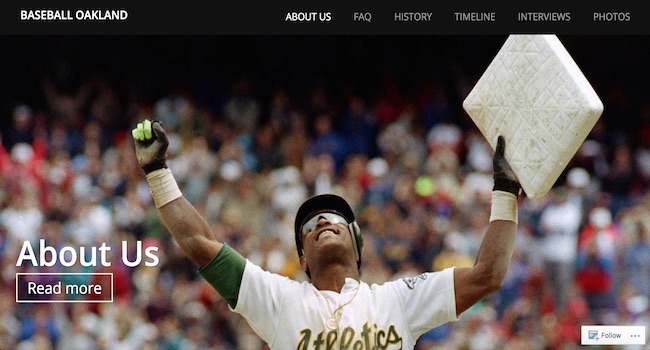 BASEBALL OAKLAND
ABOUT US FAQ HISTORY TIMELINE INTERVIEWS PHOTOS
About Us
Read more
Athletics
Follow